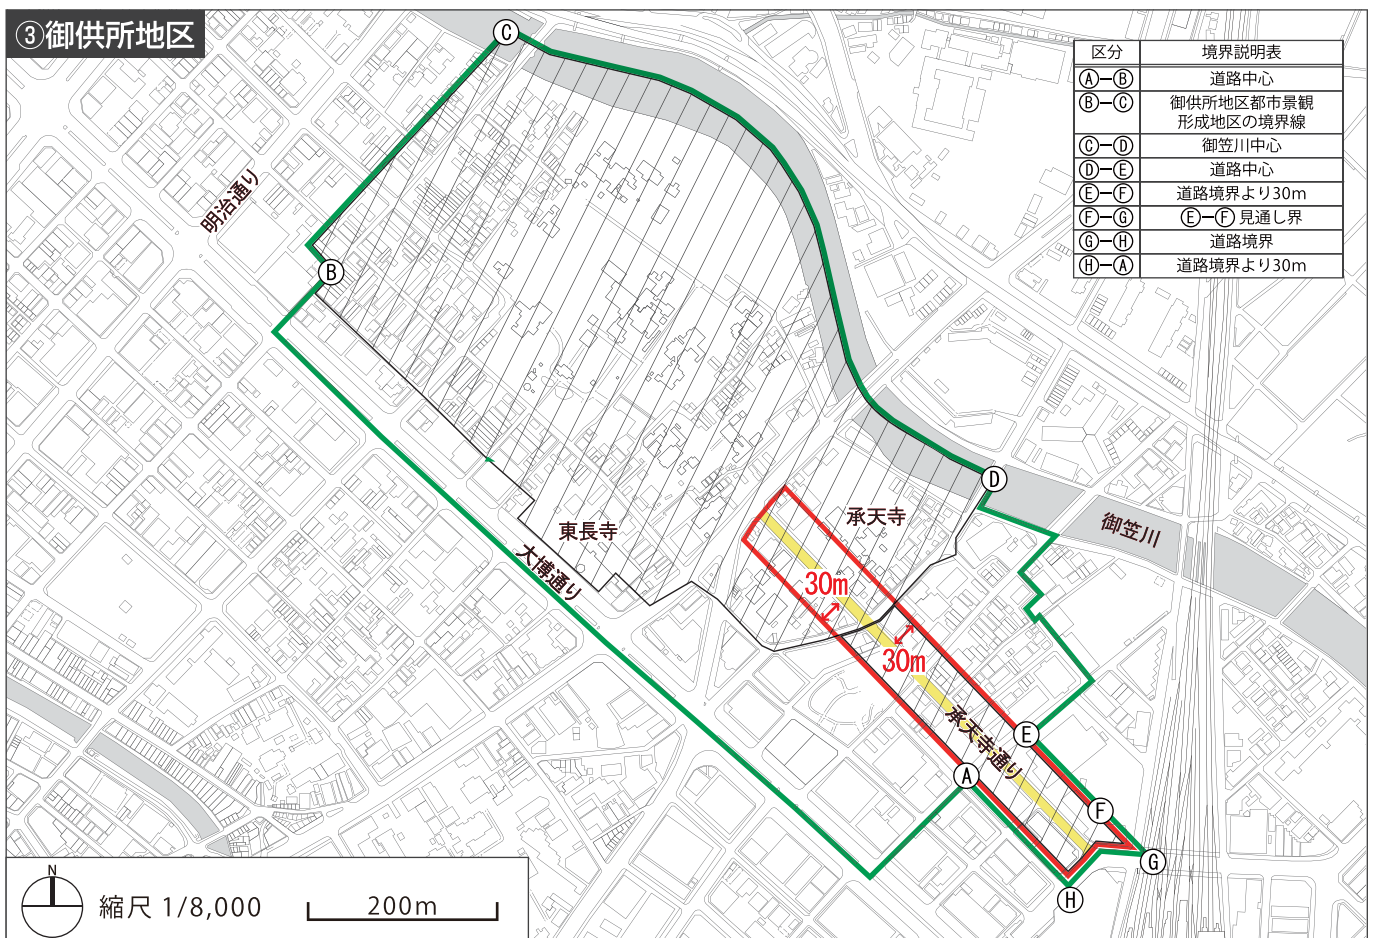 ③御供所地区
区分 境界説明表
Ⓐ-Ⓑ 道路中心
Ⓑ-Ⓒ 御供所地区都市景観
形成地区の境界線
Ⓒ-Ⓓ 御笠川中心
Ⓓ-Ⓔ 道路中心
Ⓔ-Ⓕ 道路境界より30m
Ⓕ-Ⓖ Ⓔ-Ⓕ見通し界
Ⓖ-Ⓗ 道路境界
Ⓗ-Ⓐ 道路境界より30m
Ⓒ
明治通り
Ⓑ
Ⓓ
御笠川
承天寺
東長寺
大博通り
30m
30m
承天寺通り
Ⓔ
Ⓐ
Ⓕ
Ⓖ
Ⓗ
N
縮尺 1/8,000
200m